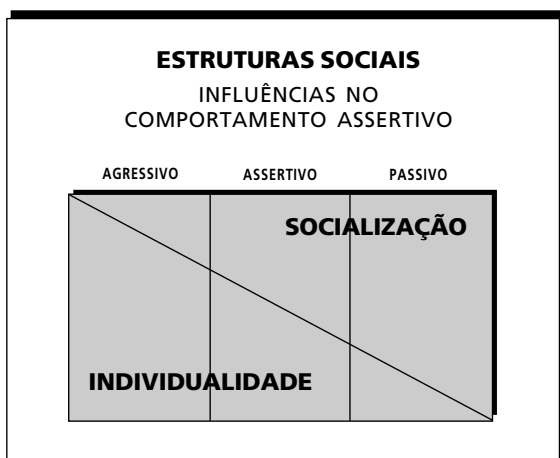 ESTRUTURAS SOCIAIS
INFLUÊNCIAS NO
COMPORTAMENTO ASSERTIVO
AGRESSIVO ASSERTIVO PASSIVO
SOCIALIZAÇÃO
INDIVIDUALIDADE